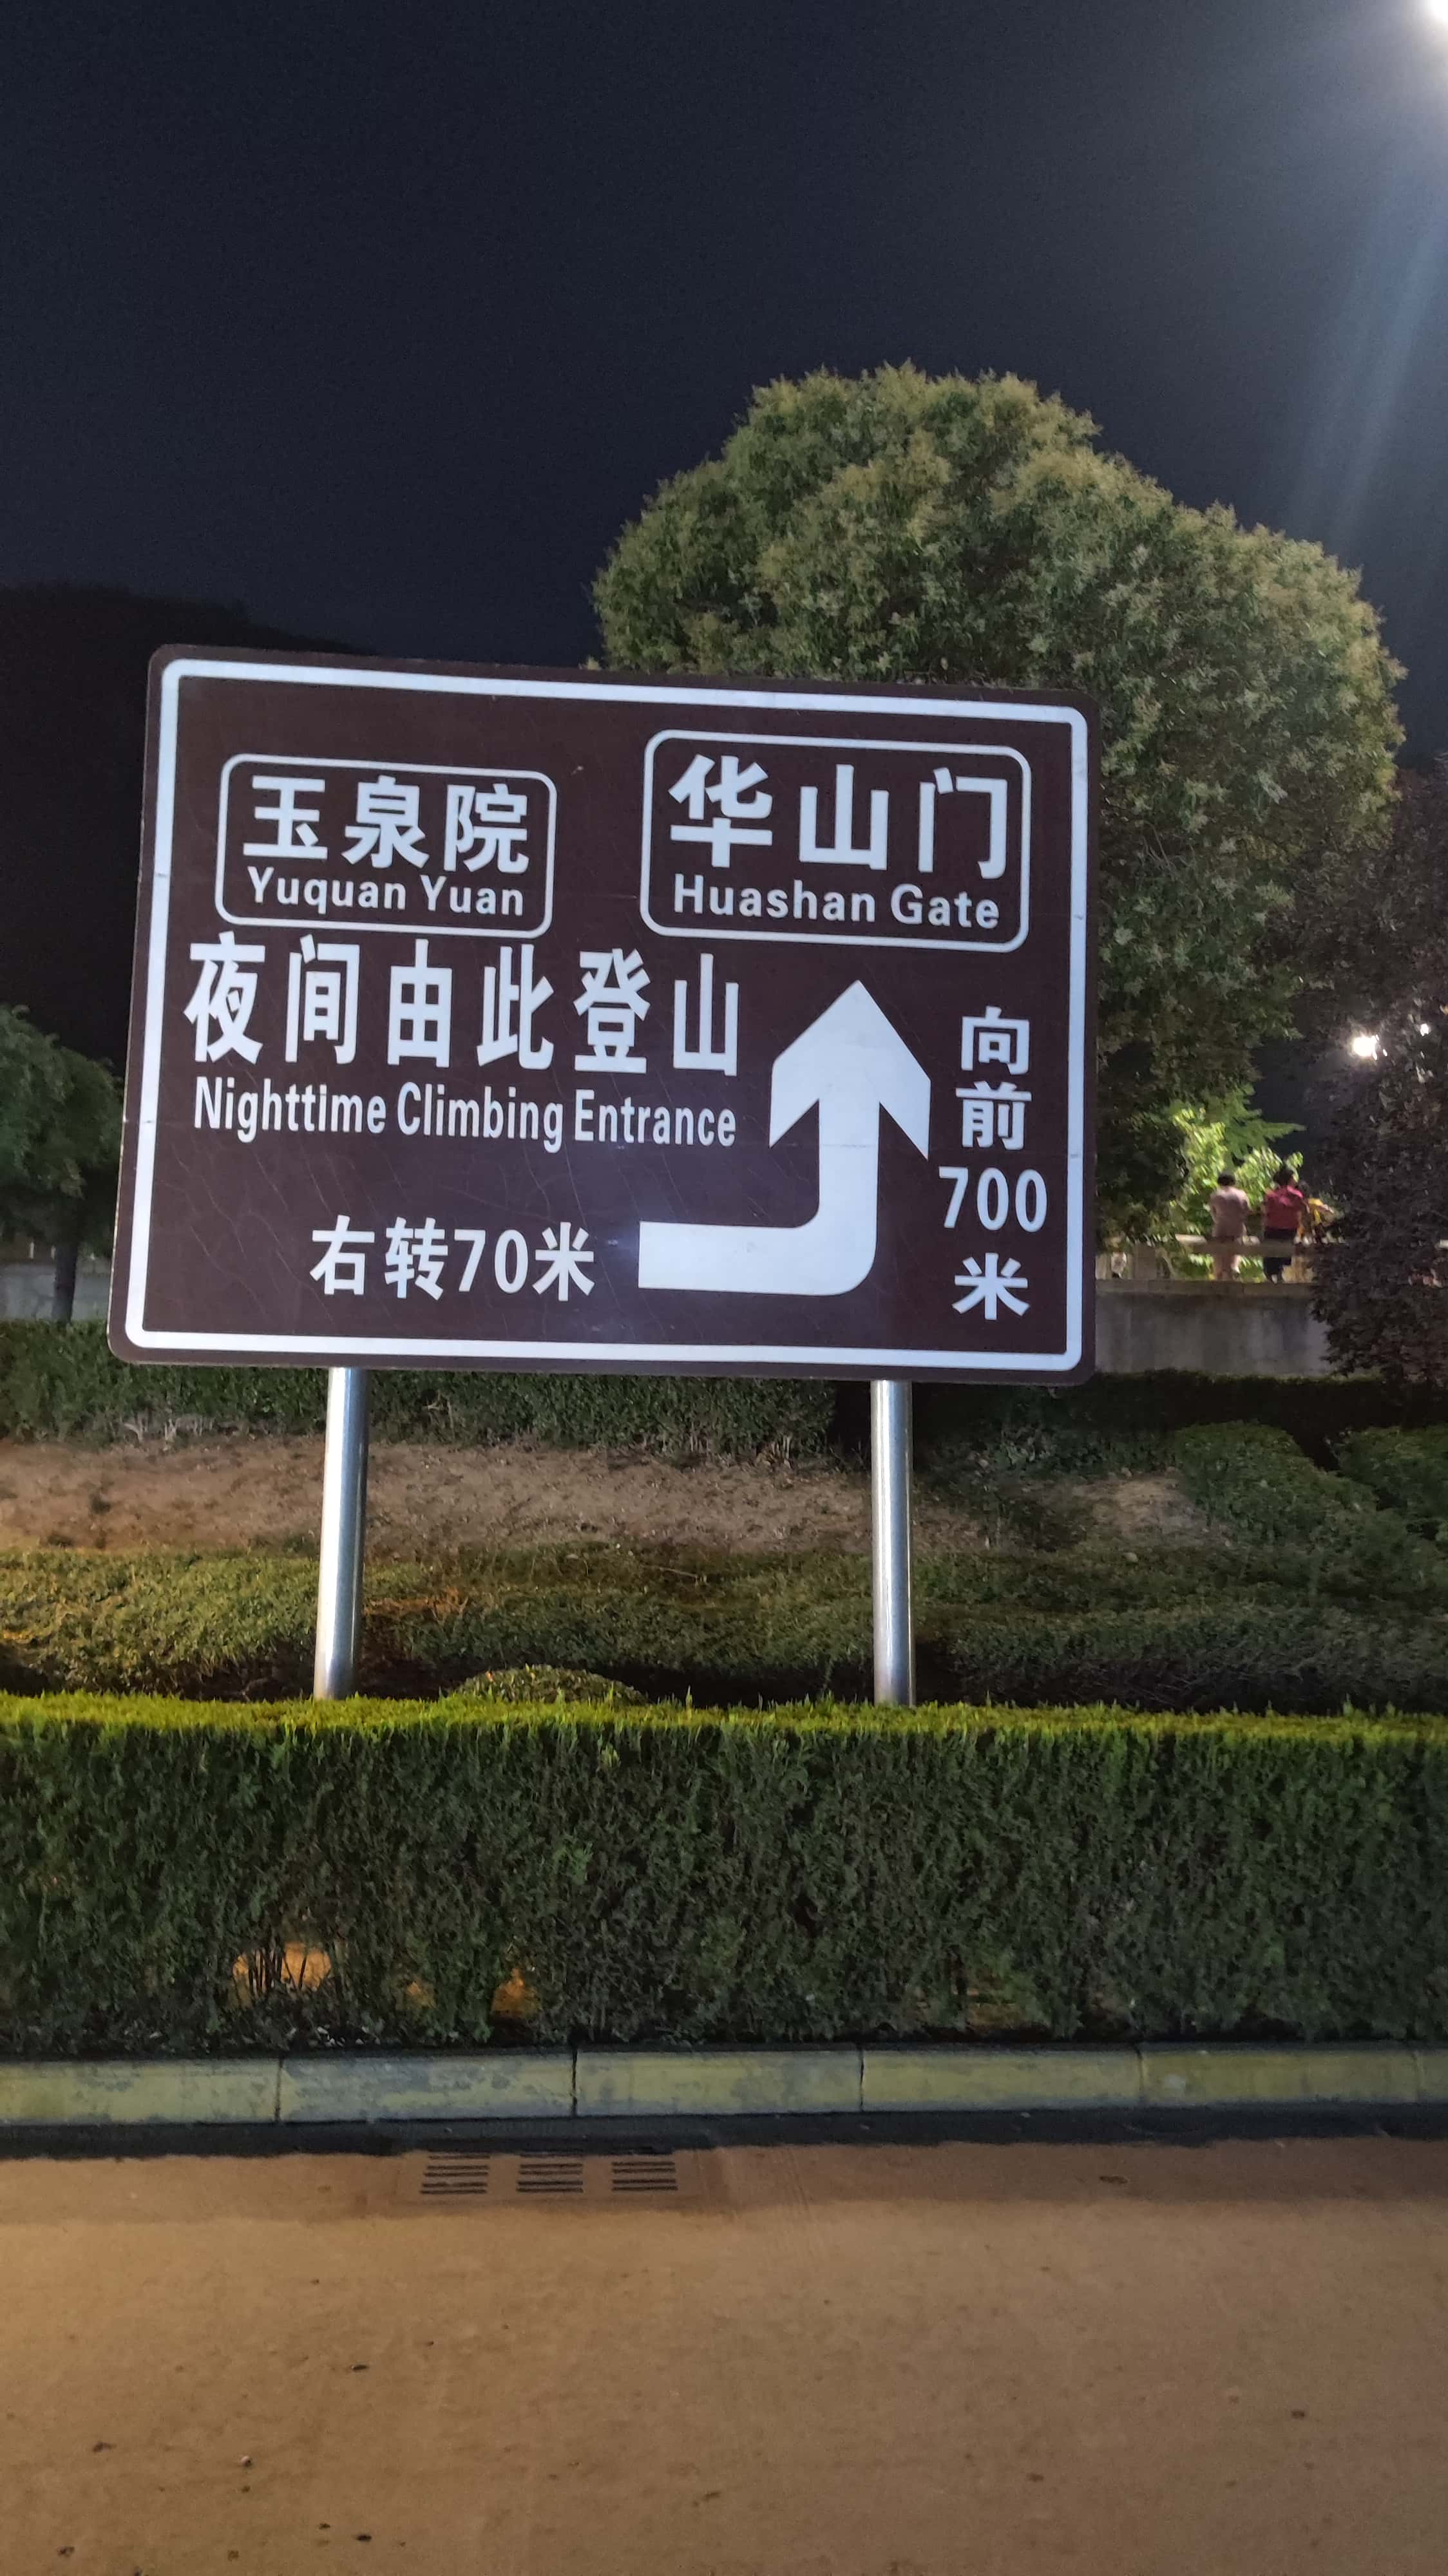 玉泉院
Yuquan Yuan
华山门
Huashan Gate
夜间由此登山
Nighttime Climbing Entrance
右转70米
向
前
700
米